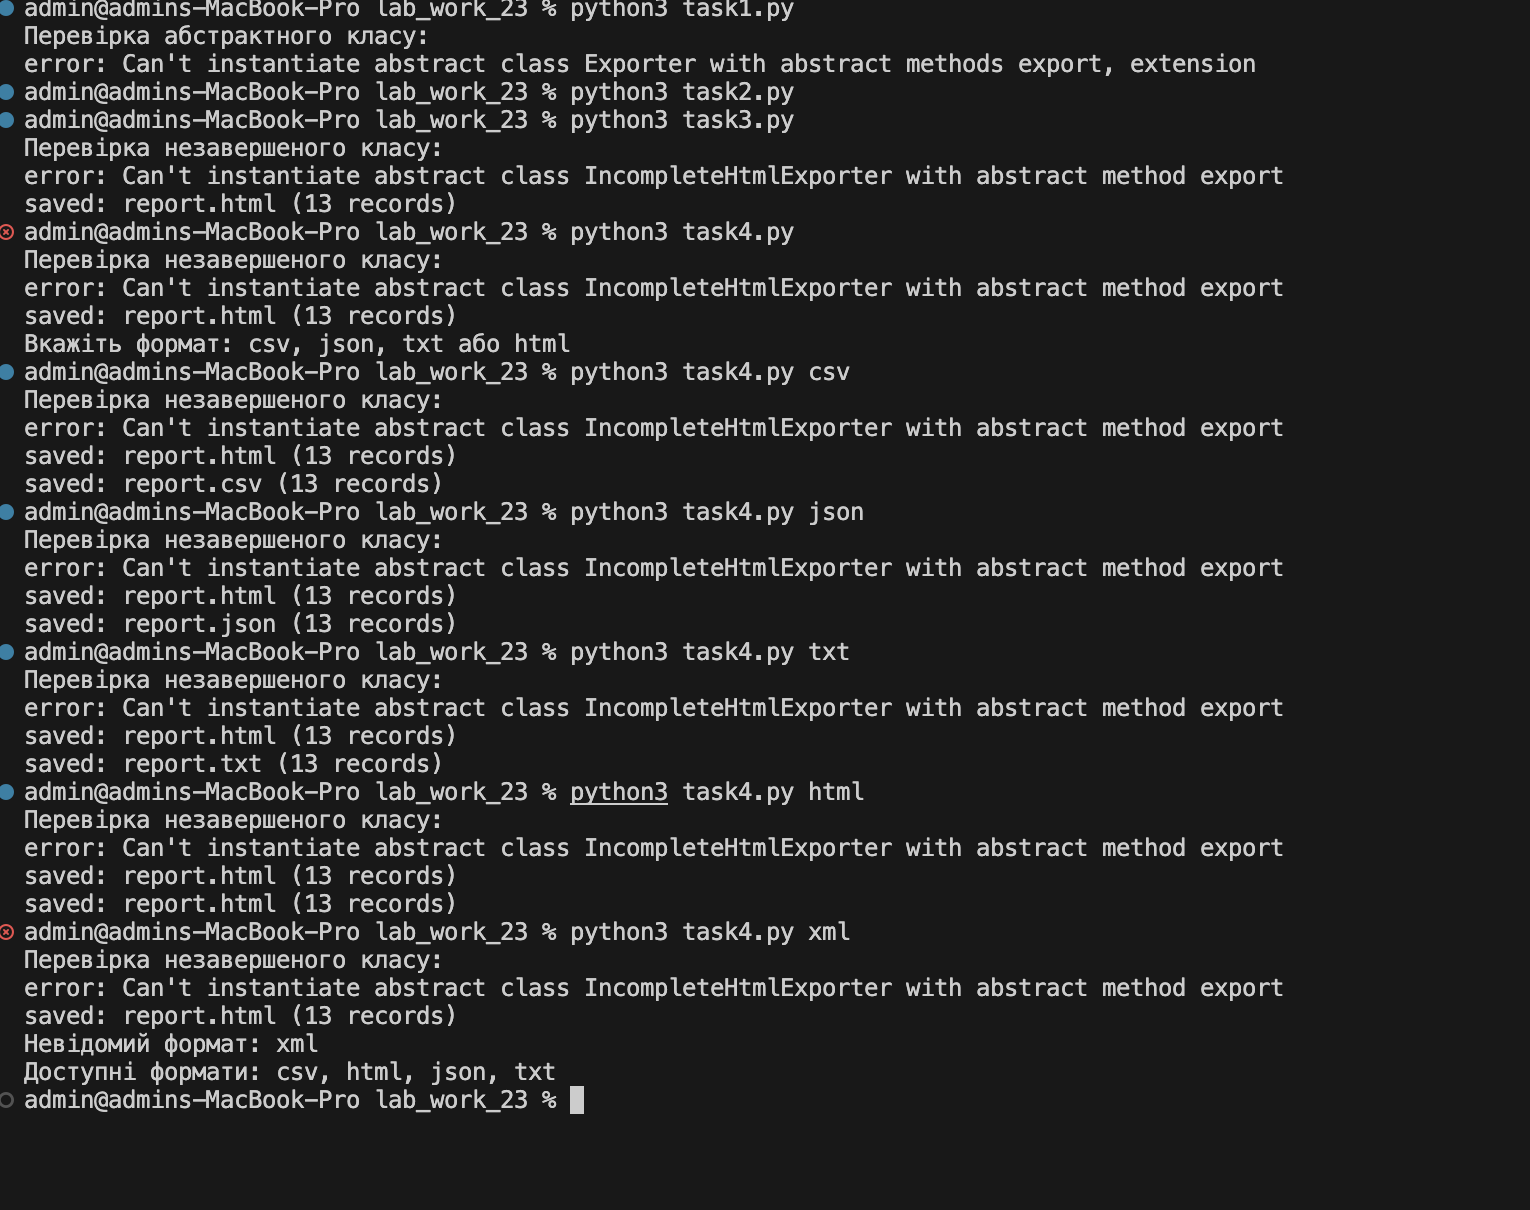 admin@admins-MacBook-Pro lab_work_23 % python3 task1.py
Перевірка абстрактного класу:
error: Can't instantiate abstract class Exporter with abstract methods export, extension
admin@admins-MacBook-Pro lab_work_23 % python3 task2.py
admin@admins-MacBook-Pro lab_work_23 % python3 task3.py
Перевірка незавершеного класу:
error: Can't instantiate abstract class IncompleteHtmlExporter with abstract method export
saved: report.html (13 records)
admin@admins-MacBook-Pro lab_work_23 % python3 task4.py
Перевірка незавершеного класу:
error: Can't instantiate abstract class IncompleteHtmlExporter with abstract method export
saved: report.html (13 records)
Вкажіть формат: csv, json, txt або html
admin@admins-MacBook-Pro lab_work_23 % python3 task4.py csv
Перевірка незавершеного класу:
error: Can't instantiate abstract class IncompleteHtmlExporter with abstract method export
saved: report.html (13 records)
saved: report.csv (13 records)
admin@admins-MacBook-Pro lab_work_23 % python3 task4.py json
Перевірка незавершеного класу:
error: Can't instantiate abstract class IncompleteHtmlExporter with abstract method export
saved: report.html (13 records)
saved: report.json (13 records)
admin@admins-MacBook-Pro lab_work_23 % python3 task4.py txt
Перевірка незавершеного класу:
error: Can't instantiate abstract class IncompleteHtmlExporter with abstract method export
saved: report.html (13 records)
saved: report.txt (13 records)
admin@admins-MacBook-Pro lab_work_23 % python3 task4.py html
Перевірка незавершеного класу:
error: Can't instantiate abstract class IncompleteHtmlExporter with abstract method export
saved: report.html (13 records)
saved: report.html (13 records)
admin@admins-MacBook-Pro lab_work_23 % python3 task4.py xml
Перевірка незавершеного класу:
error: Can't instantiate abstract class IncompleteHtmlExporter with abstract method export
saved: report.html (13 records)
Невідомий формат: xml
Доступні формати: csv, html, json, txt
admin@admins-MacBook-Pro lab_work_23 %